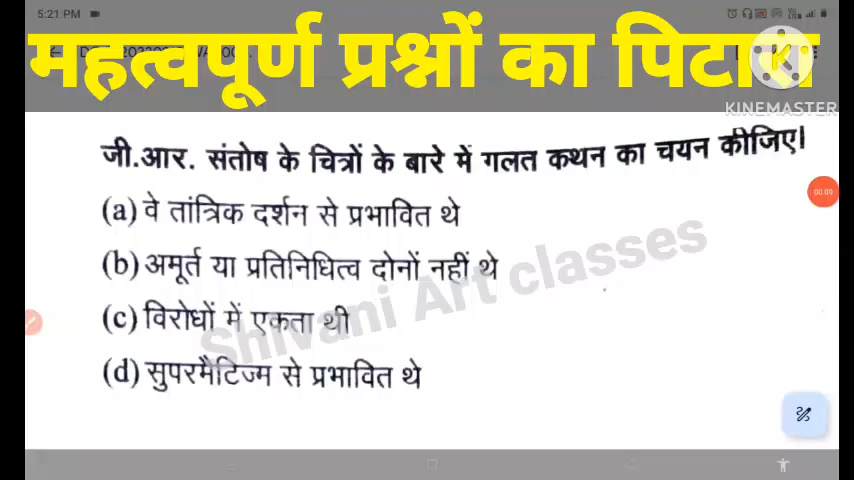 5:21 PM
महत्वपूर्ण प्रश्नों का पिटारा
KINEMASTER
जी.आर. संतोष के चित्रों के बारे में गलत कथन का चयन कीजिए।
00:09
(a) वे तांत्रिक दर्शन से प्रभावित थे
(b) अमूर्त या प्रतिनिधित्व दोनों नहीं थे
(c) विरोधों में एकता थी
(d) सुपरमैटिज्म से प्रभावित थे
Shivani Art classes